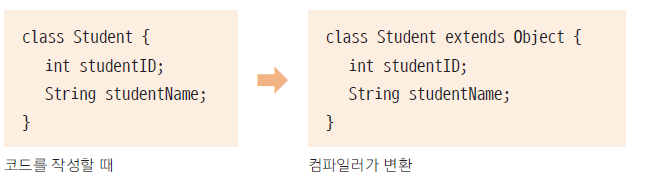 class Student {
int studentID;
String studentName;
}
코드를 작성할 때
class Student extends Object {
int studentID;
String studentName;
}
컴파일러가 변환